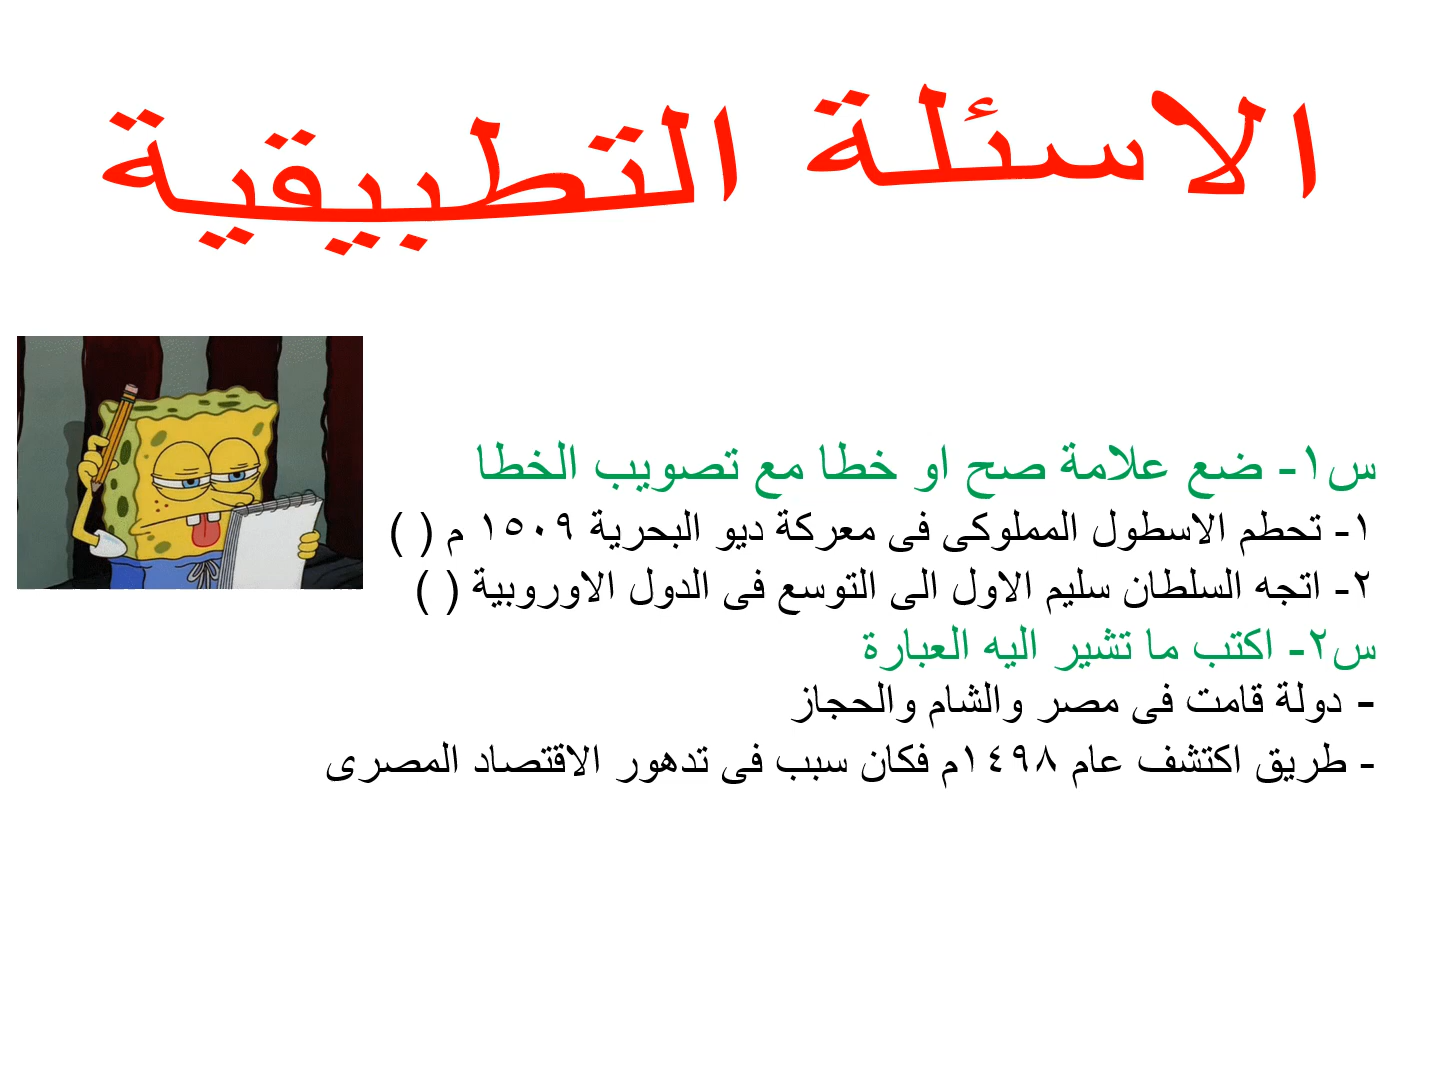 الاسئلة التطبيقية
س١- ضع علامة صح او خطا مع تصويب الخطا
١- تحطم الاسطول المملوكى فى معركة ديو البحرية ١٥٠٩ م ( )
٢- اتجه السلطان سليم الاول الى التوسع فى الدول الاوروبية ( )
س٢- اكتب ما تشير اليه العبارة
- دولة قامت فى مصر والشام والحجاز
- طريق اكتشف عام ١٤٩٨م فكان سبب فى تدهور الاقتصاد المصرى